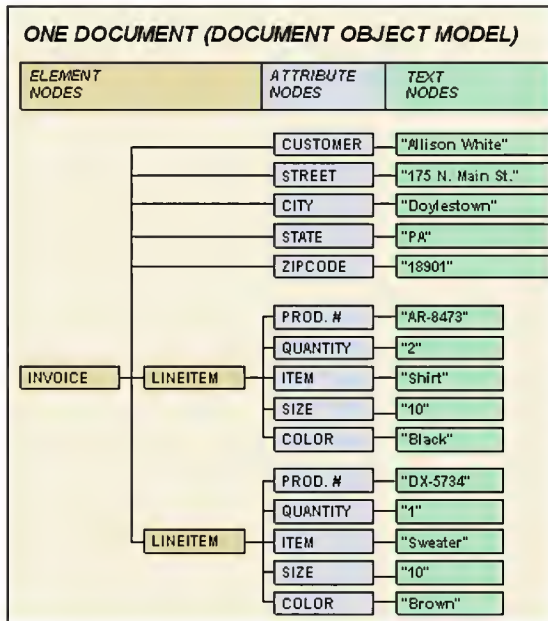 ONE DOCUMENT (DOCUMENT OBJECT MODEL)
ELEMENT NODES
ATTRIBUTE NODES
TEXT NODES
CUSTOMER "Allison White"
STREET "175 N. Main St."
CITY "Doylestown"
STATE "PA"
ZIPCODE "18901"
INVOICE
LINEITEM
PROD. # "AR-8473"
QUANTITY "2"
ITEM "Shirt"
SIZE "10"
COLOR "Black"
LINEITEM
PROD. # "DX-5734"
QUANTITY "1"
ITEM "Sweater"
SIZE "10"
COLOR "Brown"